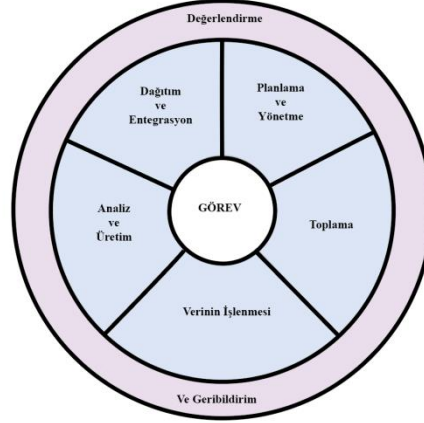 Değerlendirme
Dağıtım
ve
Entegrasyon
Planlama
ve
Yönetme
GÖREV
Analiz
ve
Üretim
Toplama
Verinin İşlenmesi
Ve Geribildirim